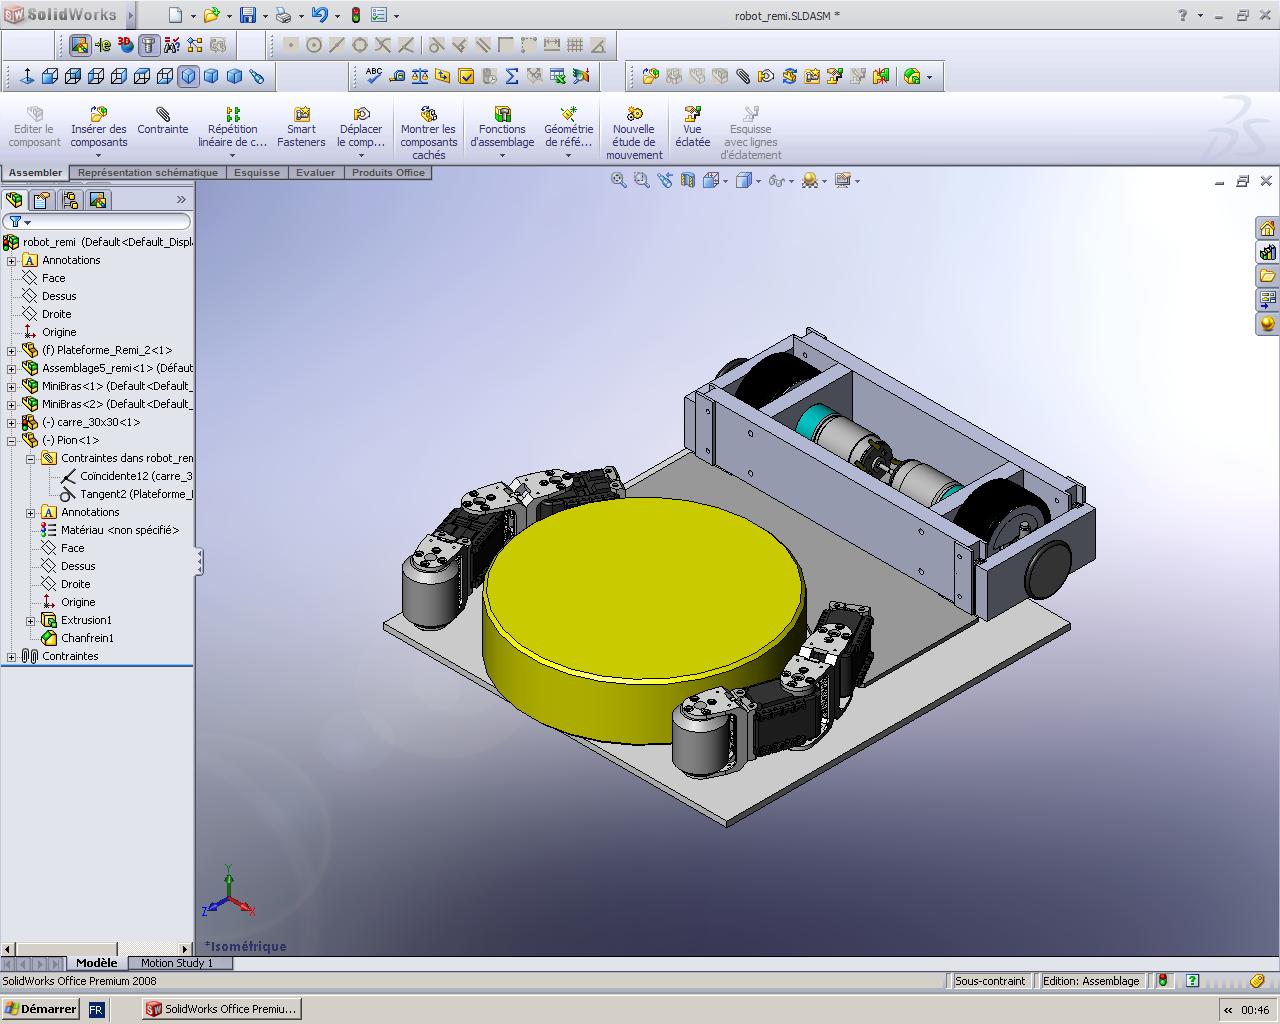 SolidWorks
robot_remi.SLDASM *
Editer le composant
Insérer des composants
Contrainte
Répétition linéaire de c...
Smart Fasteners
Déplacer le comp...
Montrer les composants cachés
Fonctions d'assemblage
Géométrie de réfé...
Nouvelle étude de mouvement
Vue éclatée
Esquisse avec lignes d'éclatement
Assembler
Représentation schématique
Esquisse
Evaluer
Produits Office
robot_remi (Default<Default_Displ
Annotations
Face
Dessus
Droite
Origine
(f) Plateforme_Remi_2<1>
Assemblage5_remi<1> (Défaut
MiniBras<1> (Default<Default_
MiniBras<2> (Default<Default_
(-) carre_30x30<1>
(-) Pion<1>
Contraintes dans robot_ren
Coïncidente12 (carre_3
Tangent2 (Plateforme_
Annotations
Matériau <non spécifié>
Face
Dessus
Droite
Origine
Extrusion1
Chanfrein1
Contraintes
Y
Z
X
*Isométrique
Modèle
Motion Study 1
SolidWorks Office Premium 2008
Sous-contraint
Edition: Assemblage
Démarrer
FR
SolidWorks Office Premiu...
« 00:46